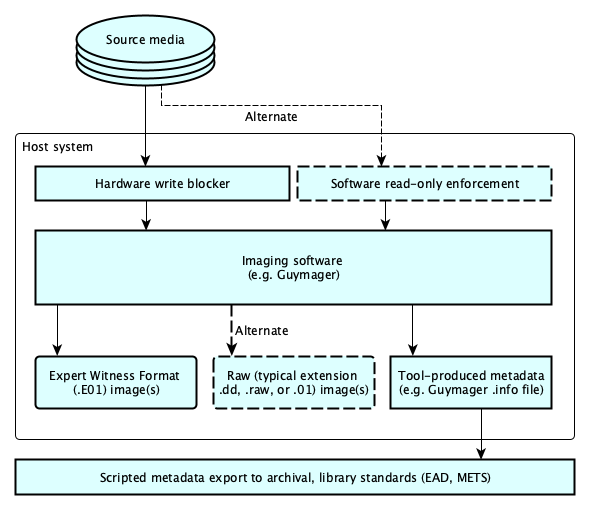 Source media
Alternate
Host system
Hardware write blocker
Software read-only enforcement
Imaging software
(e.g. Guymager)
Alternate
Expert Witness Format
(.E01) image(s)
Raw (typical extension
.dd, .raw, or .01) image(s)
Tool-produced metadata
(e.g. Guymager .info file)
Scripted metadata export to archival, library standards (EAD, METS)